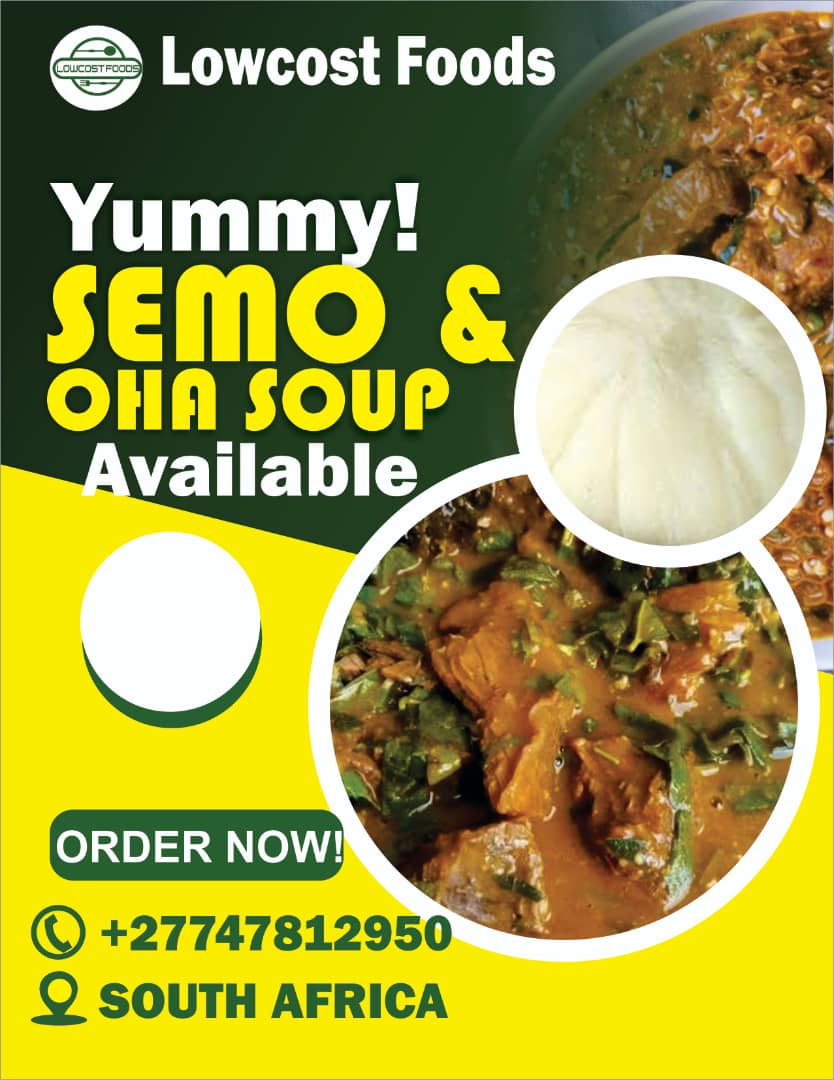 LOWCOST FOODS
Lowcost Foods
Yummy!
SEMO &
OHA SOUP
Available
ORDER NOW!
+27747812950
SOUTH AFRICA